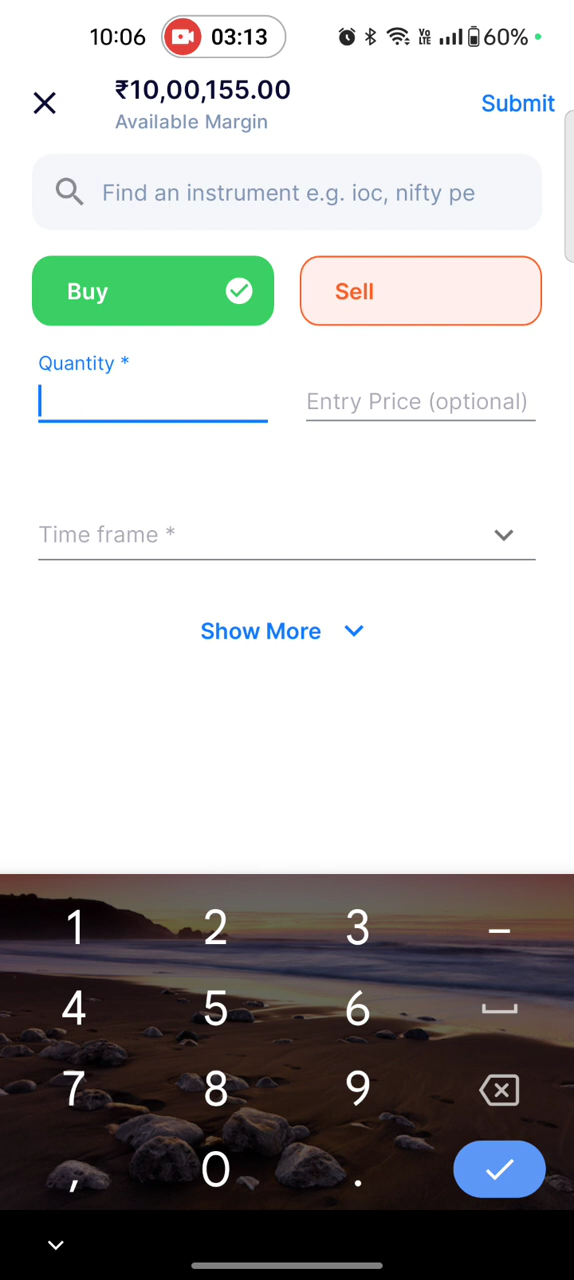 10:06 03:13 Vo LTE 60%
₹10,00,155.00
Available Margin
Submit
Find an instrument e.g. ioc, nifty pe
Buy
Sell
Quantity *
Entry Price (optional)
Time frame *
Show More
1 2 3 –
4 5 6
7 8 9
, 0 .